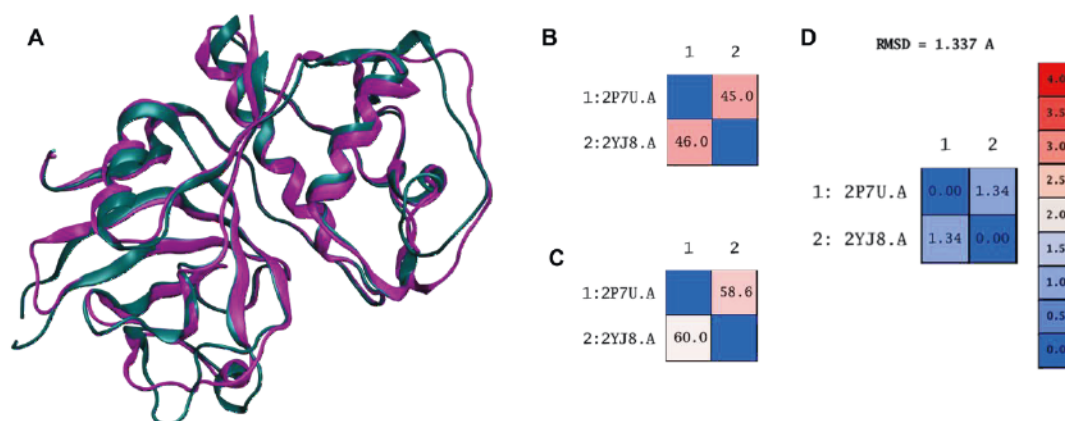 A
B
1 2
1:2P7U.A 45.0
2:2YJ8.A 46.0
C
1 2
1:2P7U.A 58.6
2:2YJ8.A 60.0
D
RMSD = 1.337 A
1 2
1: 2P7U.A 0.00 1.34
2: 2YJ8.A 1.34 0.00
4.0
3.5
3.0
2.5
2.0
1.5
1.0
0.5
0.0